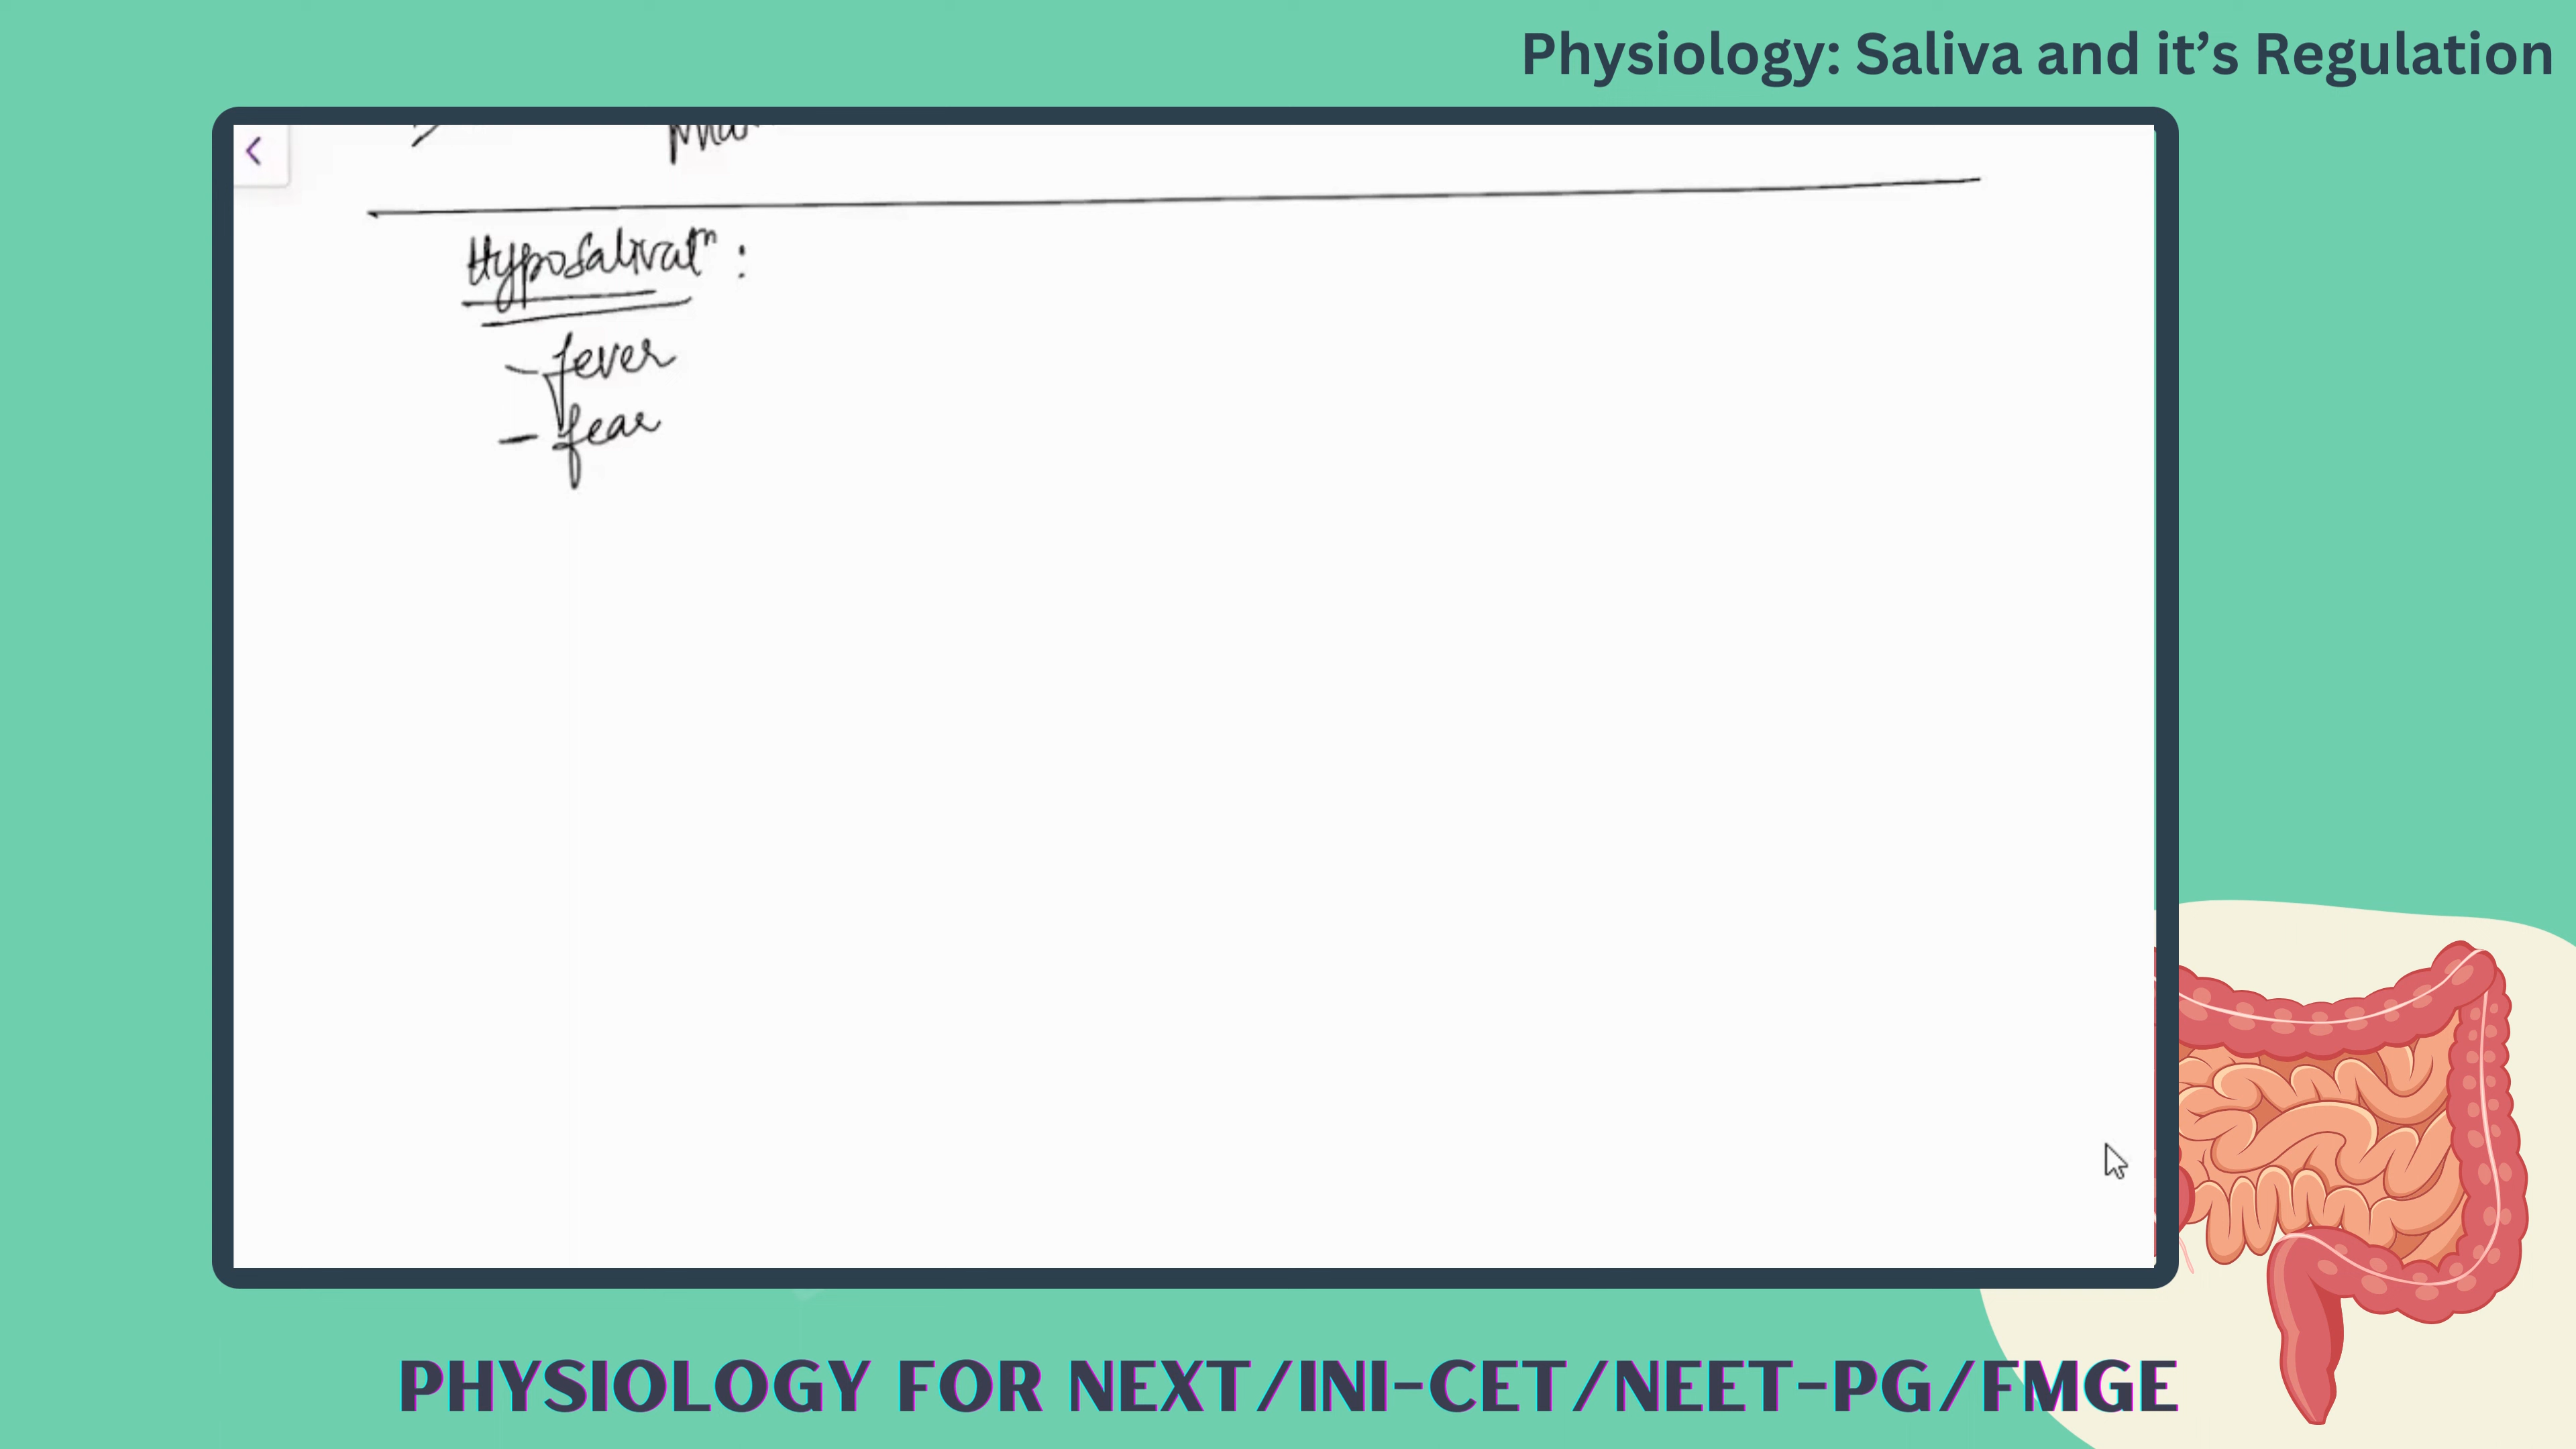 Physiology: Saliva and it’s Regulation
Hyposalivatⁿ :
- fever
- fear
PHYSIOLOGY FOR NEXT/INI-CET/NEET-PG/FMGE